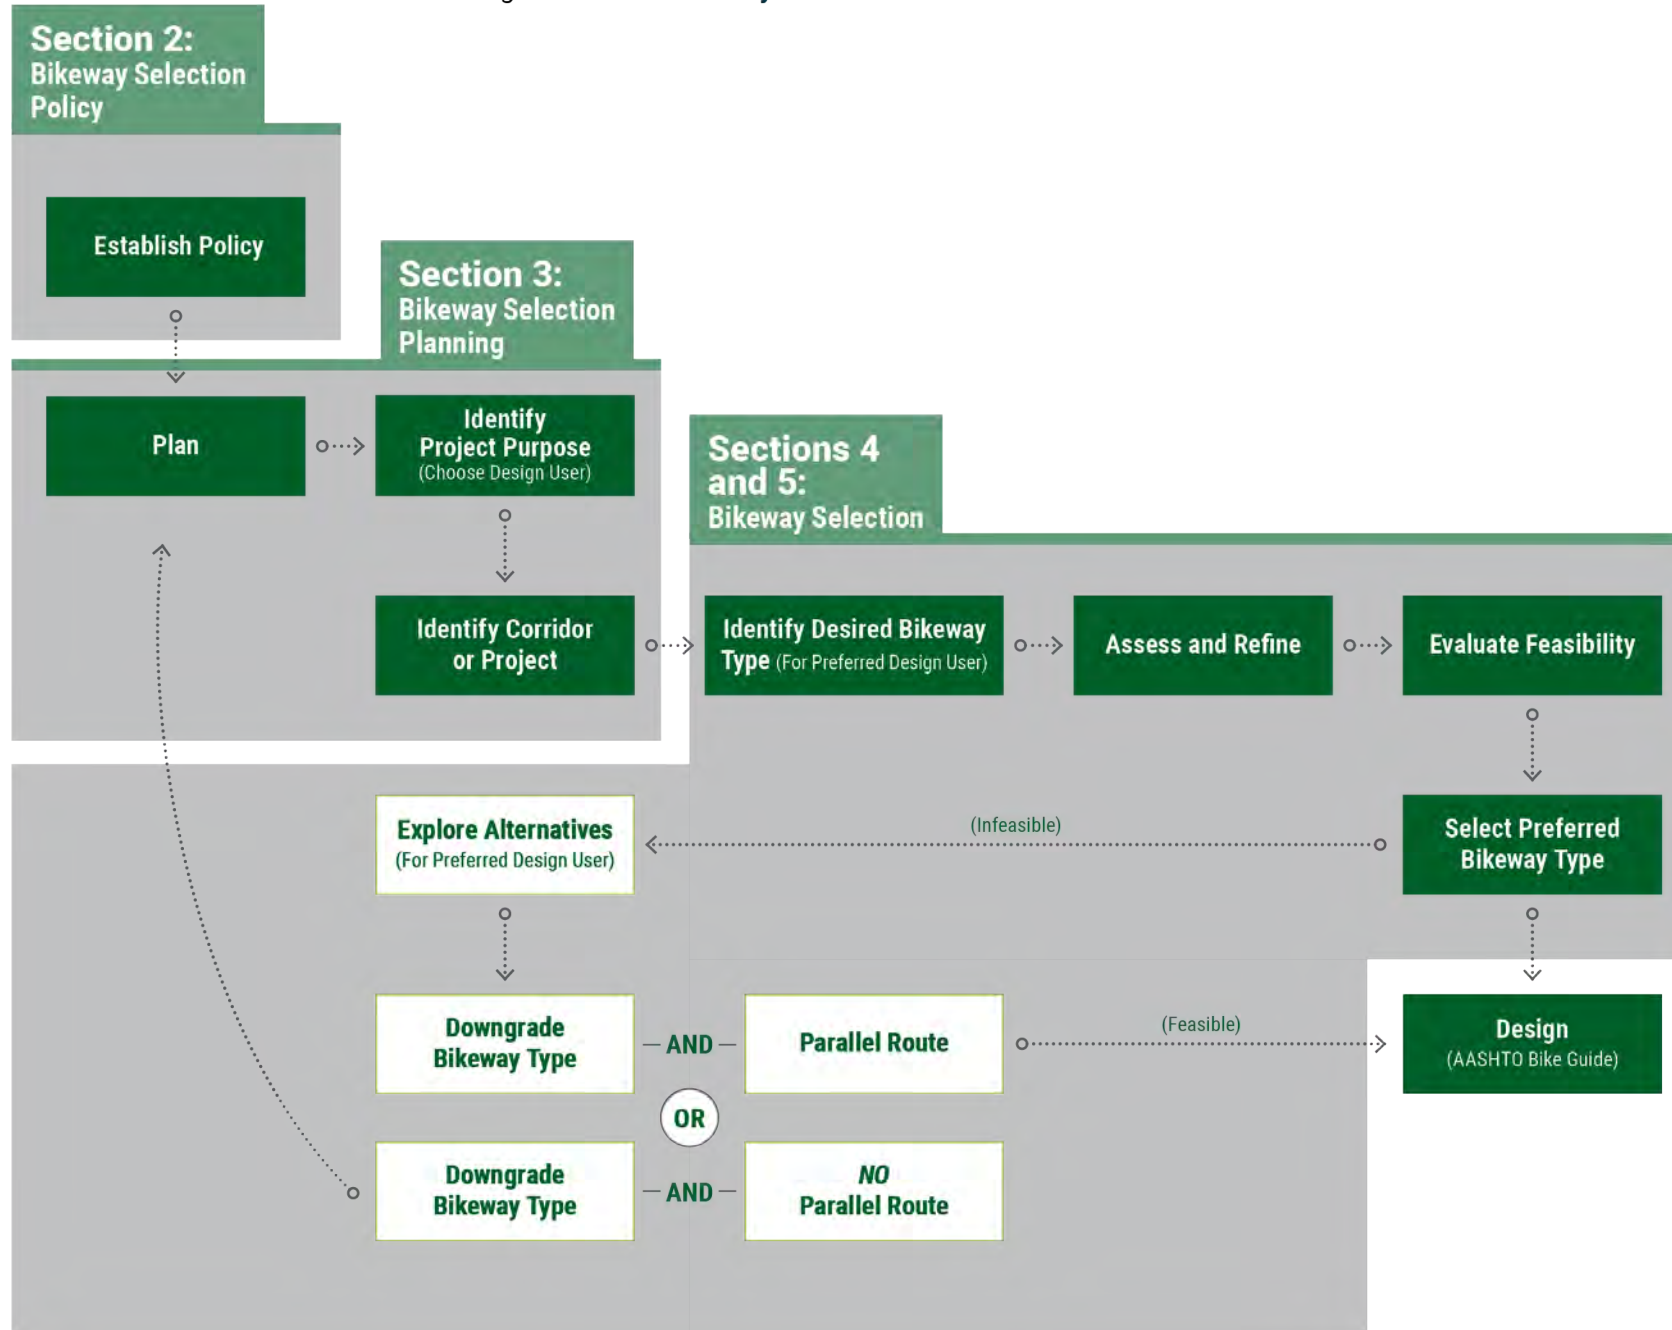 Section 2:
Bikeway Selection
Policy
Establish Policy
Section 3:
Bikeway Selection
Planning
Plan
Identify
Project Purpose
(Choose Design User)
Identify Corridor
or Project
Sections 4
and 5:
Bikeway Selection
Identify Desired Bikeway
Type (For Preferred Design User)
Assess and Refine
Evaluate Feasibility
Select Preferred
Bikeway Type
(Infeasible)
Explore Alternatives
(For Preferred Design User)
Downgrade
Bikeway Type
AND
Parallel Route
(Feasible)
Design
(AASHTO Bike Guide)
OR
Downgrade
Bikeway Type
AND
NO
Parallel Route